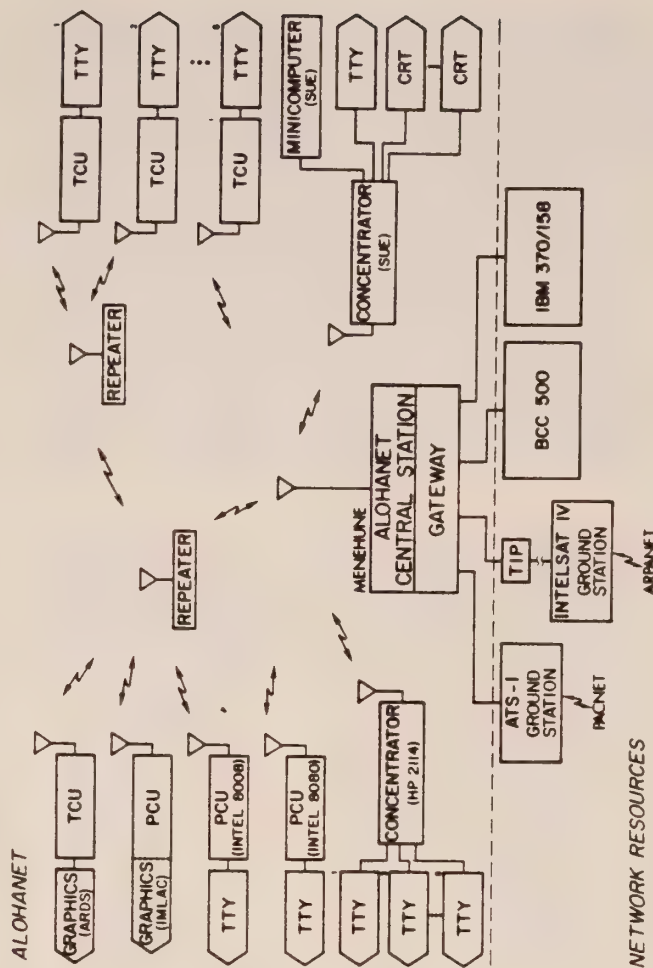 ALOHANET
GRAPHICS
(ARDS)
TCU
GRAPHICS
(IMLAC)
PCU
TTY
PCU
(INTEL 8008)
TTY
PCU
(INTEL 8080)
TTY
TTY
TTY
CONCENTRATOR
(HP 2114)
REPEATER
REPEATER
TCU
TTY
1
TCU
TTY
2
TCU
TTY
8
MINICOMPUTER
(SUE)
CONCENTRATOR
(SUE)
TTY
CRT
CRT
MENEHUNE
ALOHANET
CENTRAL STATION
GATEWAY
NETWORK RESOURCES
ATS-1
GROUND
STATION
PACNET
TIP
INTELSAT IV
GROUND
STATION
ARPANET
BCC 500
IBM 370/158